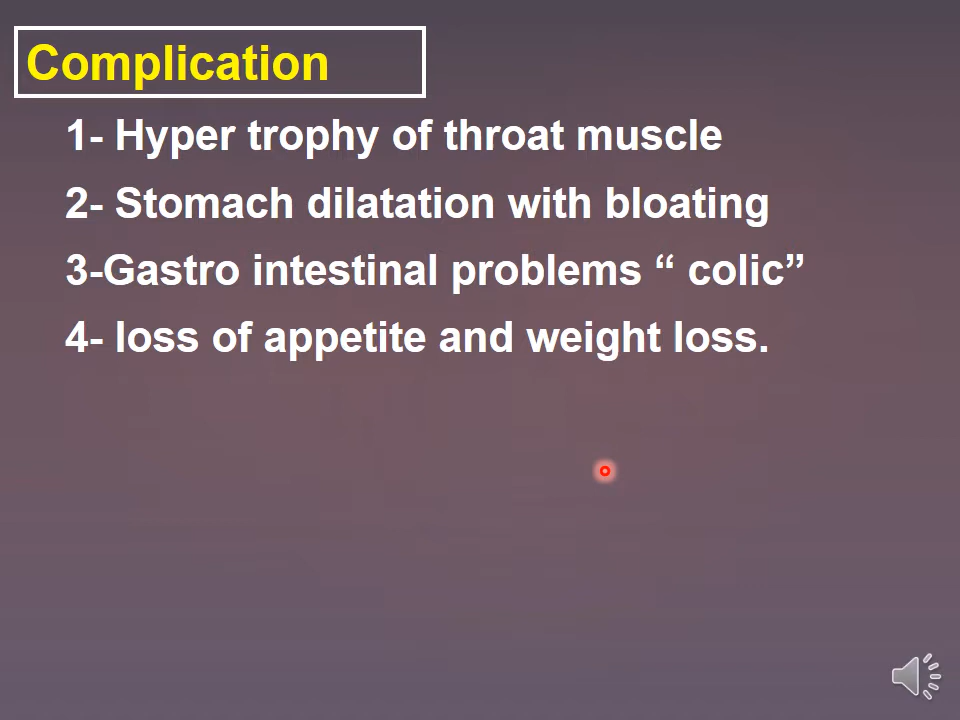 Complication
1- Hyper trophy of throat muscle
2- Stomach dilatation with bloating
3-Gastro intestinal problems “ colic”
4- loss of appetite and weight loss.